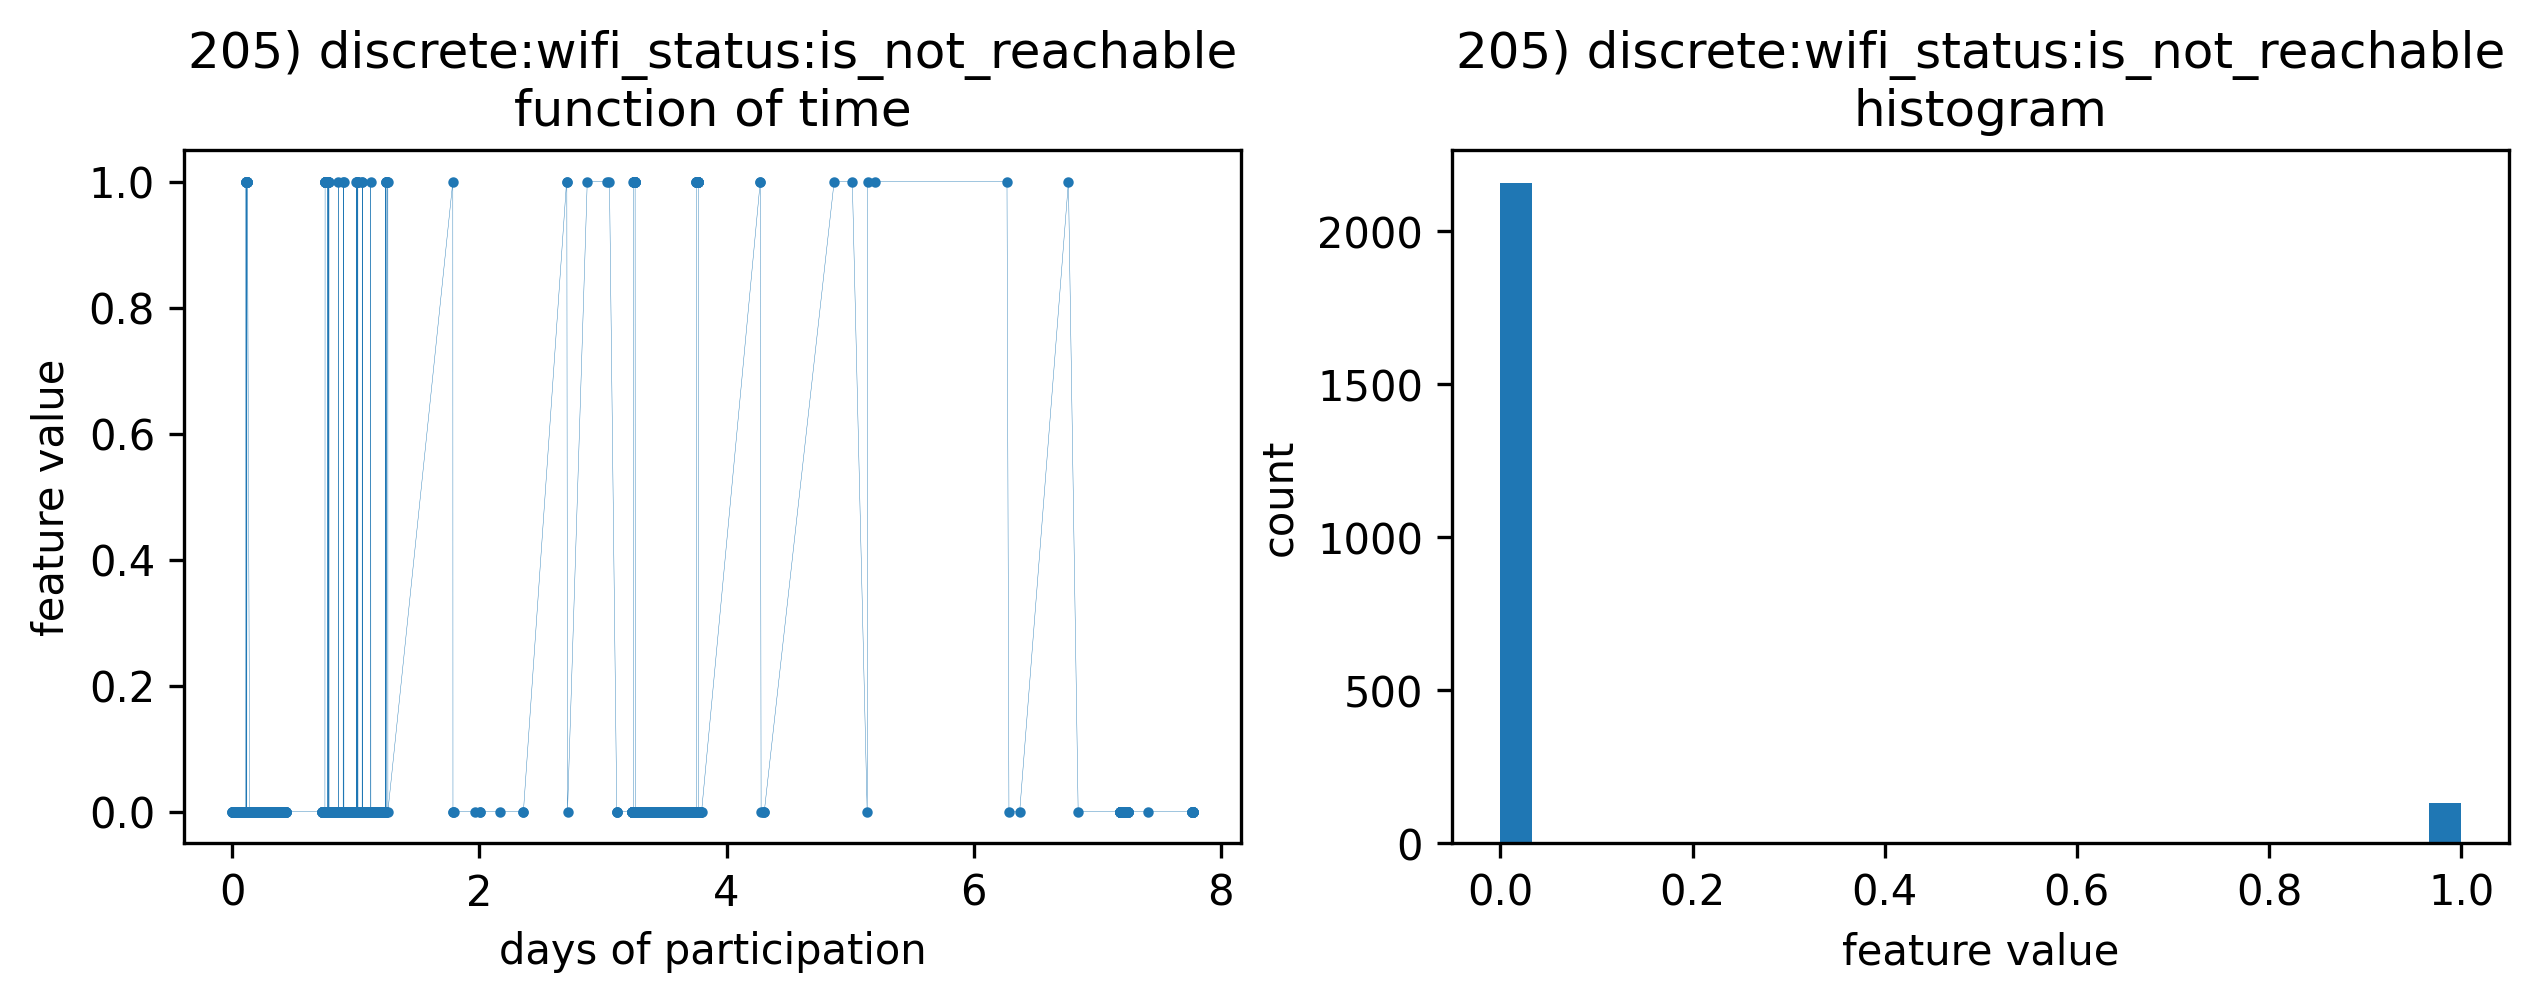 205) discrete:wifi_status:is_not_reachable
function of time
1.0
0.8
0.6
0.4
0.2
0.0
feature value
0 2 4 6 8
days of participation
205) discrete:wifi_status:is_not_reachable
histogram
2000
1500
1000
500
0
count
0.0 0.2 0.4 0.6 0.8 1.0
feature value